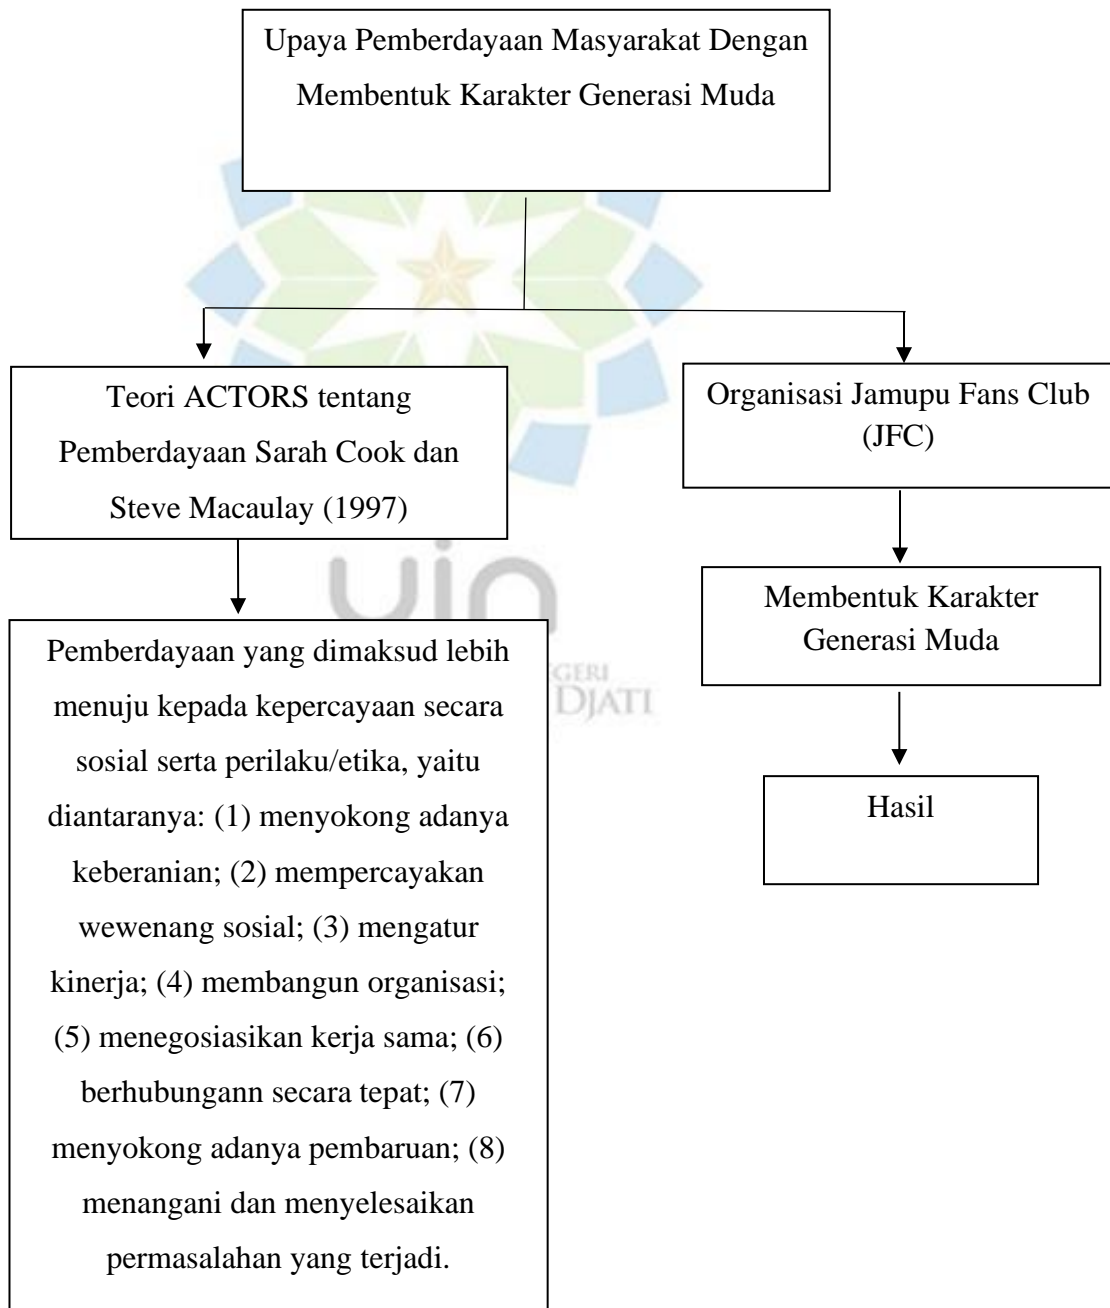 Upaya Pemberdayaan Masyarakat Dengan
Membentuk Karakter Generasi Muda
Teori ACTORS tentang
Pemberdayaan Sarah Cook dan
Steve Macaulay (1997)
Organisasi Jamupu Fans Club
(JFC)
Membentuk Karakter
Generasi Muda
Hasil
Pemberdayaan yang dimaksud lebih
menuju kepada kepercayaan secara
sosial serta perilaku/etika, yaitu
diantaranya: (1) menyokong adanya
keberanian; (2) mempercayakan
wewenang sosial; (3) mengatur
kinerja; (4) membangun organisasi;
(5) menegosiasikan kerja sama; (6)
berhubungann secara tepat; (7)
menyokong adanya pembaruan; (8)
menangani dan menyelesaikan
permasalahan yang terjadi.
uin
GERI
DJATI